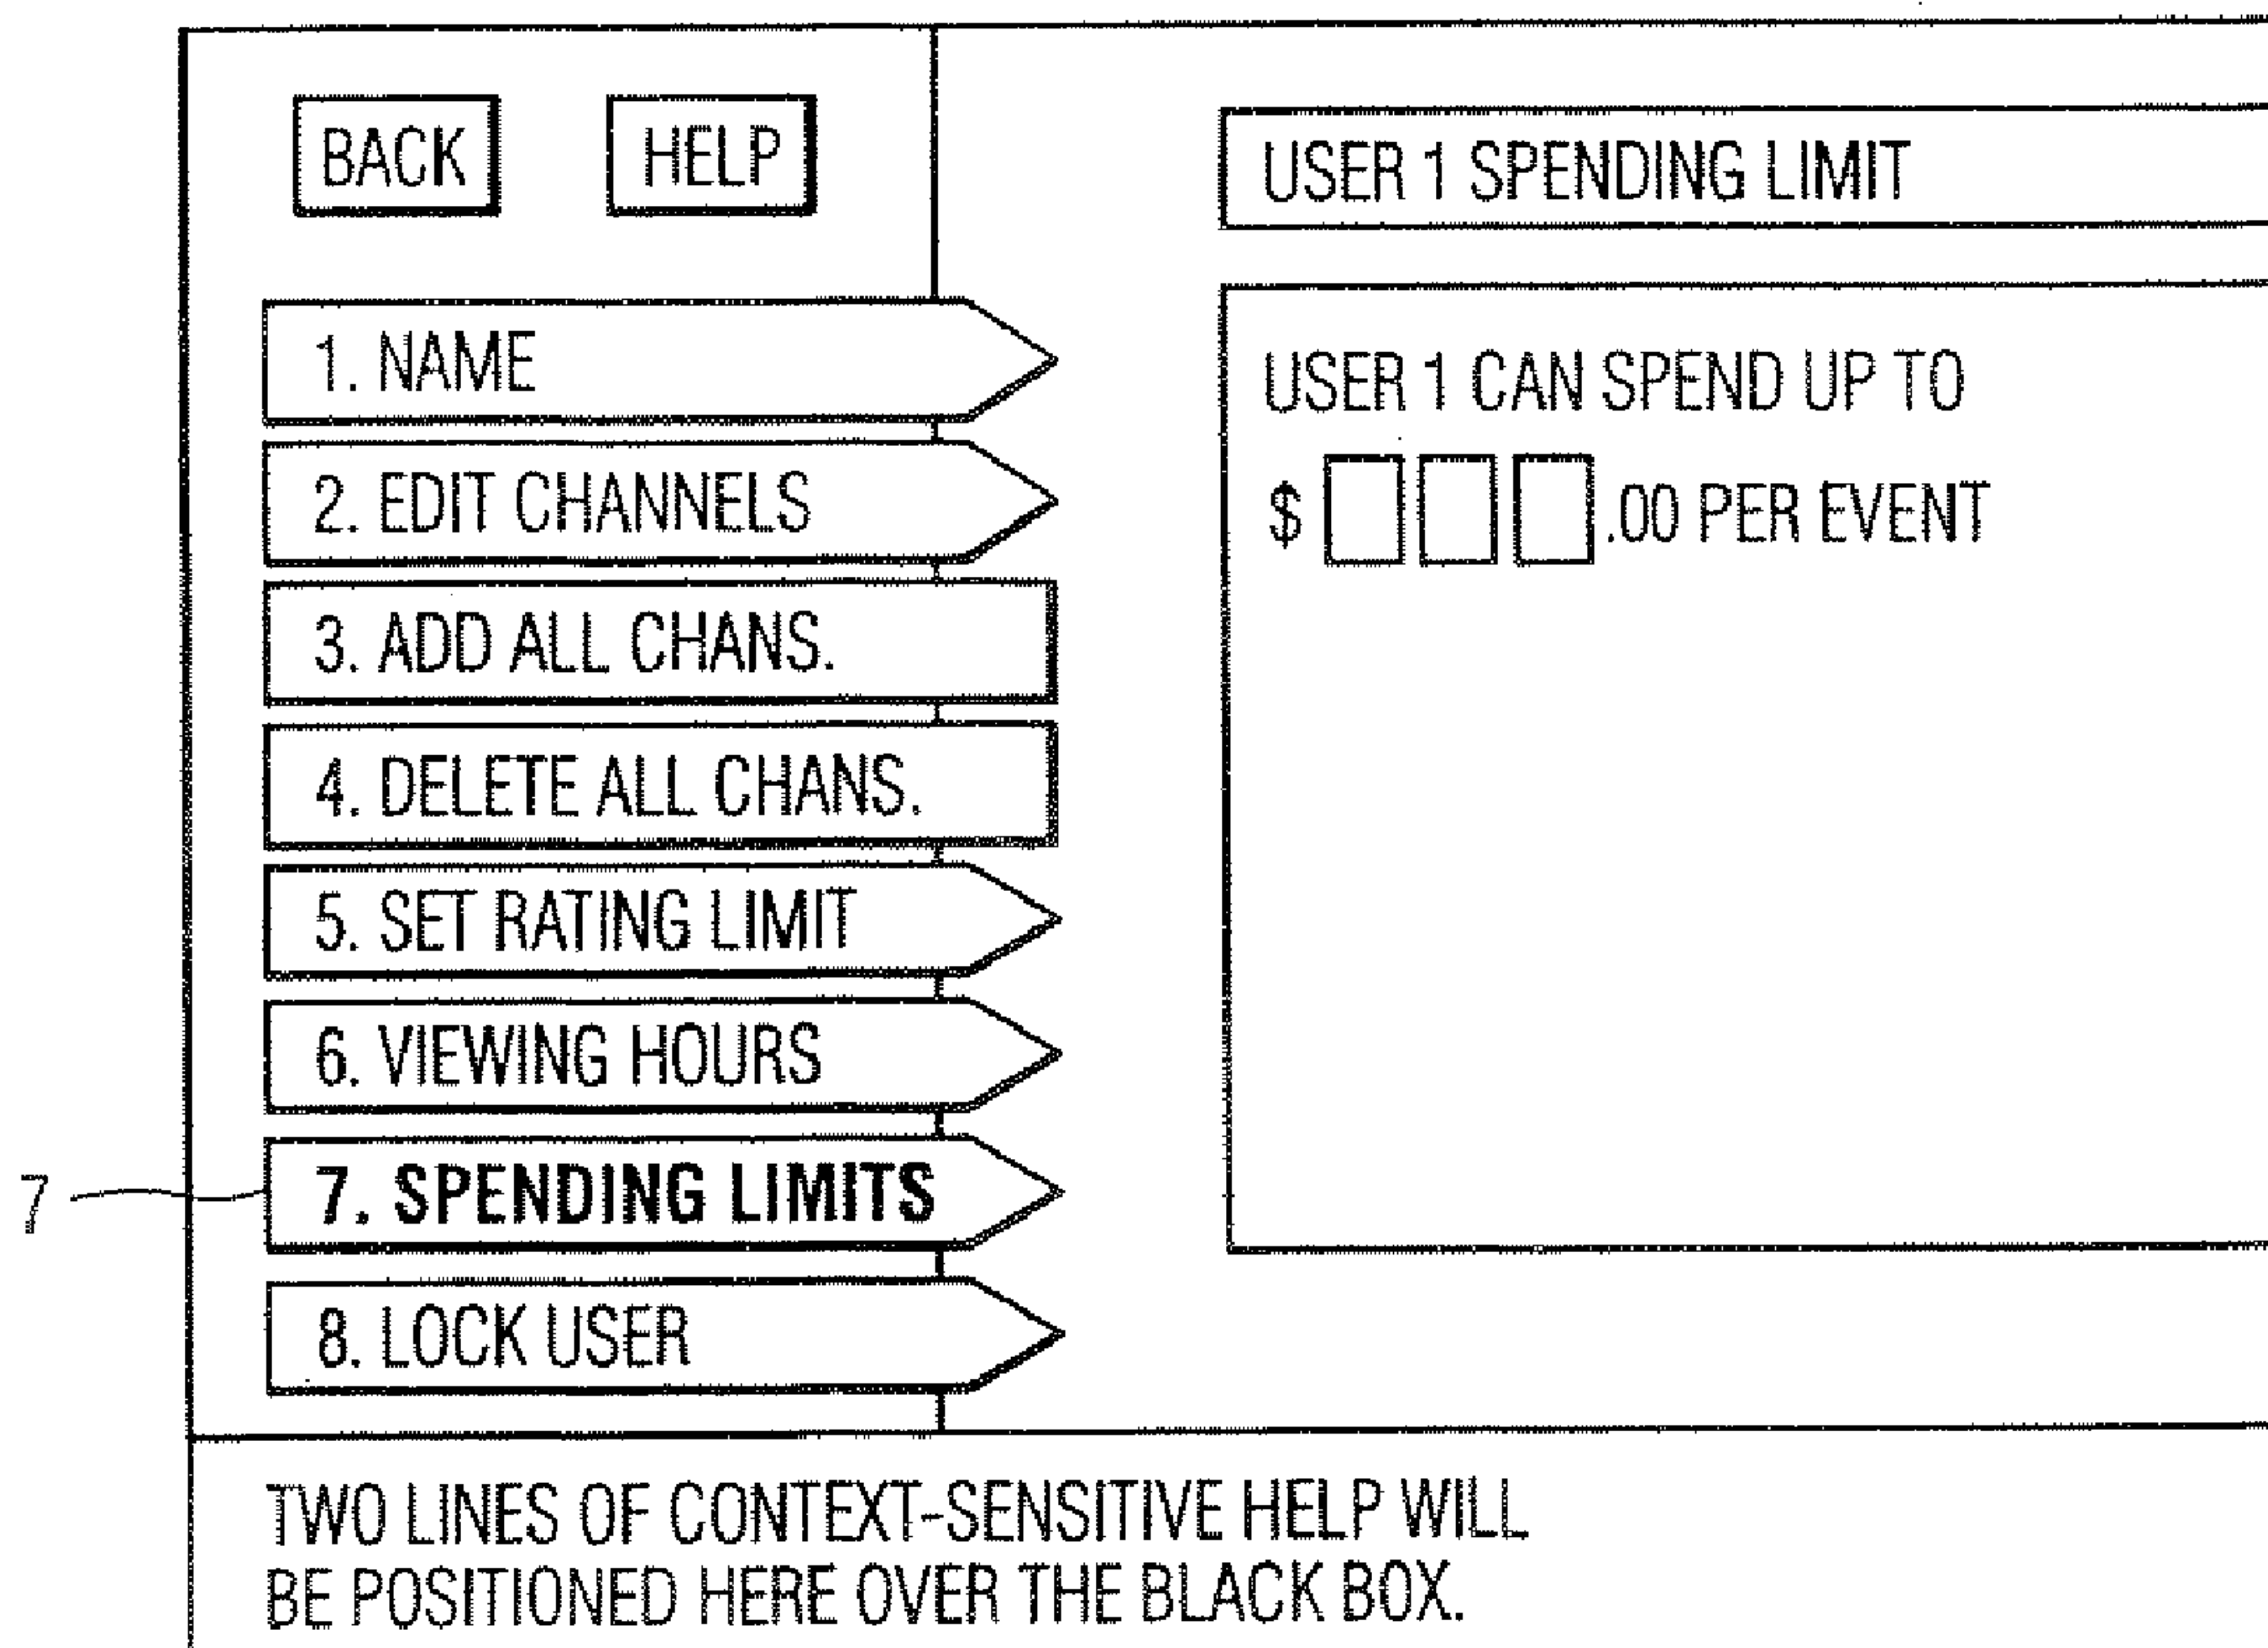 BACK
HELP
1. NAME
2. EDIT CHANNELS
3. ADD ALL CHANS.
4. DELETE ALL CHANS.
5. SET RATING LIMIT
6. VIEWING HOURS
7
7. SPENDING LIMITS
8. LOCK USER
USER 1 SPENDING LIMIT
USER 1 CAN SPEND UP TO
$ .00 PER EVENT
TWO LINES OF CONTEXT-SENSITIVE HELP WILL
BE POSITIONED HERE OVER THE BLACK BOX.